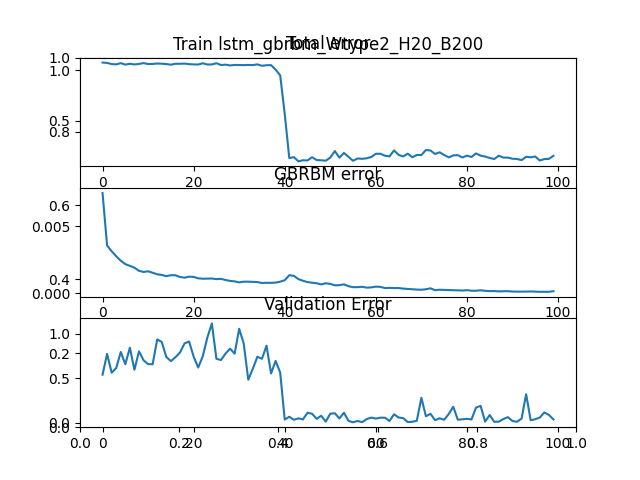 Train lstm_gbrbm_Wtype2_H20_B200
Total error
1.0
1.0
0.5
0.8
0 20 40 60 80 100
GBRBM error
0.6
0.005
0.4
0.000
0 20 40 60 80 100
Validation Error
1.0
0.2
0.5
0.0
0.0
0.0 0 0.2 20 0.4 40 0.6 60 0.8 80 100 1.0